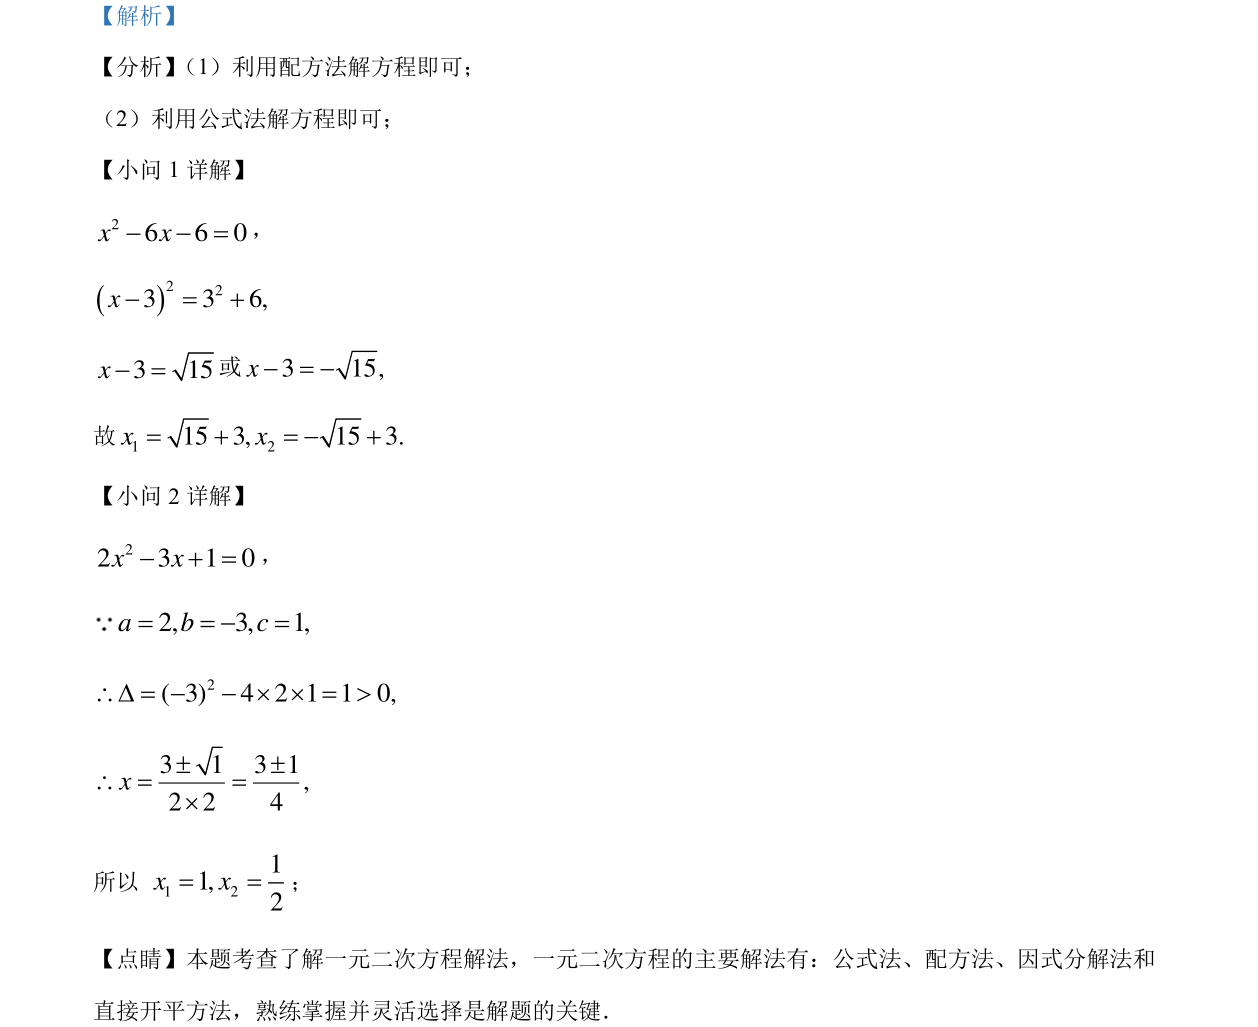 【解析】
【分析】（1）利用配方法解方程即可；
（2）利用公式法解方程即可；
【小问 1 详解】
x² − 6x − 6 = 0，
(x − 3)² = 3² + 6,
x − 3 = √15 或 x − 3 = −√15,
故 x₁ = √15 + 3, x₂ = −√15 + 3.
【小问 2 详解】
2x² − 3x + 1 = 0，
∵ a = 2, b = −3, c = 1,
∴ Δ = (−3)² − 4 × 2 × 1 = 1 > 0,
∴ x = (3 ± √1)/(2 × 2) = (3 ± 1)/4,
所以 x₁ = 1, x₂ = 1/2；
【点睛】本题考查了解一元二次方程解法，一元二次方程的主要解法有：公式法、配方法、因式分解法和
直接开平方法，熟练掌握并灵活选择是解题的关键．